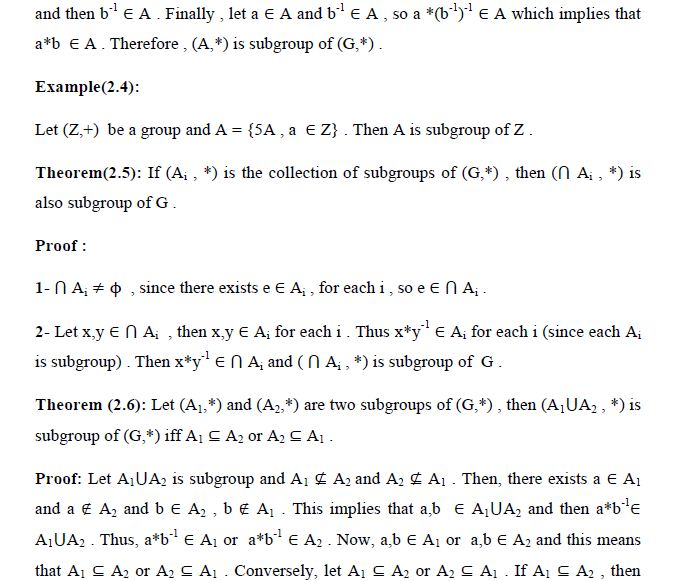 and then b⁻¹ ∈ A . Finally , let a ∈ A and b⁻¹ ∈ A , so a *(b⁻¹)⁻¹ ∈ A which implies that
a*b ∈ A . Therefore , (A,*) is subgroup of (G,*) .
Example(2.4):
Let (Z,+) be a group and A = {5A , a ∈ Z} . Then A is subgroup of Z .
Theorem(2.5): If (Aᵢ , *) is the collection of subgroups of (G,*) , then (⋂ Aᵢ , *) is
also subgroup of G .
Proof :
1- ⋂ Aᵢ ≠ ϕ , since there exists e ∈ Aᵢ , for each i , so e ∈ ⋂ Aᵢ .
2- Let x,y ∈ ⋂ Aᵢ , then x,y ∈ Aᵢ for each i . Thus x*y⁻¹ ∈ Aᵢ for each i (since each Aᵢ
is subgroup) . Then x*y⁻¹ ∈ ⋂ Aᵢ and ( ⋂ Aᵢ , *) is subgroup of G .
Theorem (2.6): Let (A₁,*) and (A₂,*) are two subgroups of (G,*) , then (A₁UA₂ , *) is
subgroup of (G,*) iff A₁ ⊆ A₂ or A₂ ⊆ A₁ .
Proof: Let A₁UA₂ is subgroup and A₁ ⊈ A₂ and A₂ ⊈ A₁ . Then, there exists a ∈ A₁
and a ∉ A₂ and b ∈ A₂ , b ∉ A₁ . This implies that a,b ∈ A₁UA₂ and then a*b⁻¹∈
A₁UA₂ . Thus, a*b⁻¹ ∈ A₁ or a*b⁻¹ ∈ A₂ . Now, a,b ∈ A₁ or a,b ∈ A₂ and this means
that A₁ ⊆ A₂ or A₂ ⊆ A₁ . Conversely, let A₁ ⊆ A₂ or A₂ ⊆ A₁ . If A₁ ⊆ A₂ , then